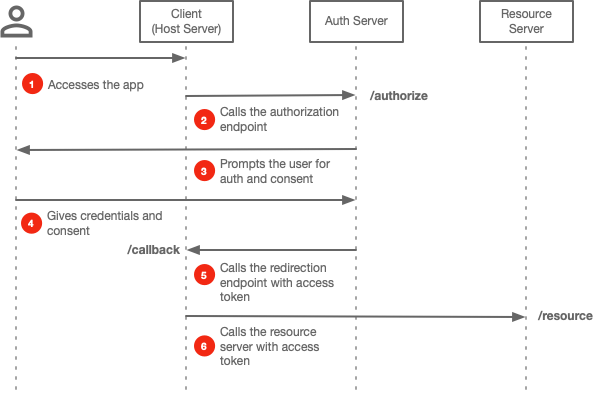 Client
(Host Server)
Auth Server
Resource
Server
1
Accesses the app
/authorize
2
Calls the authorization
endpoint
3
Prompts the user for
auth and consent
4
Gives credentials and
consent
/callback
5
Calls the redirection
endpoint with access
token
/resource
6
Calls the resource
server with access
token